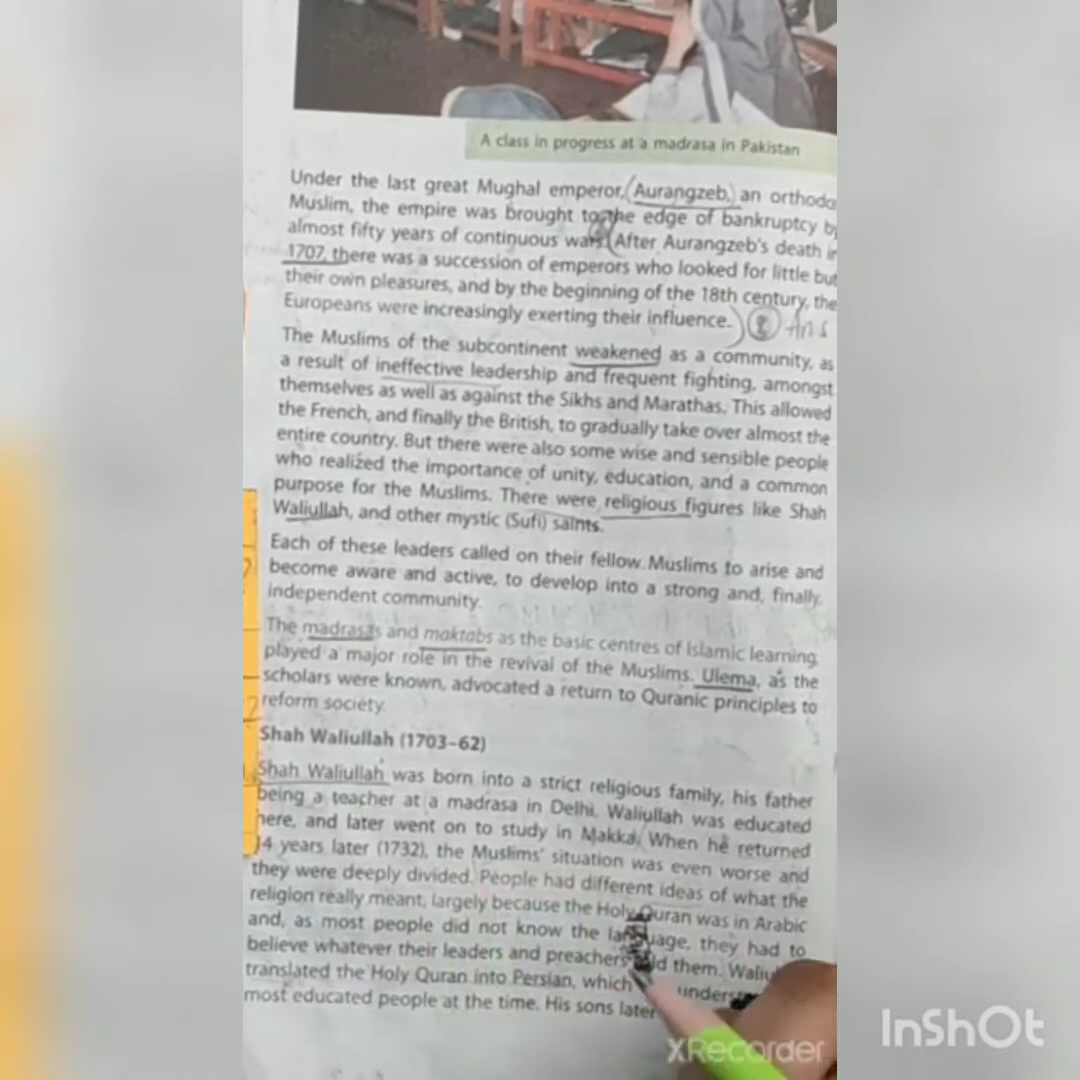 A class in progress at a madrasa in Pakistan
Under the last great Mughal emperor, Aurangzeb, an orthodo
Muslim, the empire was brought to the edge of bankruptcy b
almost fifty years of continuous wars. After Aurangzeb's death in
1707, there was a succession of emperors who looked for little but
their own pleasures, and by the beginning of the 18th century, the
Europeans were increasingly exerting their influence. 2 Ans
The Muslims of the subcontinent weakened as a community, as
a result of ineffective leadership and frequent fighting, amongst
themselves as well as against the Sikhs and Marathas. This allowed
the French, and finally the British, to gradually take over almost the
entire country. But there were also some wise and sensible people
who realized the importance of unity, education, and a common
purpose for the Muslims. There were religious figures like Shah
Waliullah, and other mystic (Sufi) saints.
Each of these leaders called on their fellow Muslims to arise and
become aware and active, to develop into a strong and, finally,
independent community.
The madrasas and maktabs as the basic centres of Islamic learning
played a major role in the revival of the Muslims. Ulema, as the
scholars were known, advocated a return to Quranic principles to
reform society.
Shah Waliullah (1703–62)
Shah Waliullah was born into a strict religious family, his father
being a teacher at a madrasa in Delhi. Waliullah was educated
here, and later went on to study in Makka. When he returned
14 years later (1732), the Muslims' situation was even worse and
they were deeply divided. People had different ideas of what the
religion really meant, largely because the Holy Quran was in Arabic
and, as most people did not know the language, they had to
believe whatever their leaders and preachers told them. Waliul
translated the Holy Quran into Persian, which unders
most educated people at the time. His sons later
XRecorder
InShOt